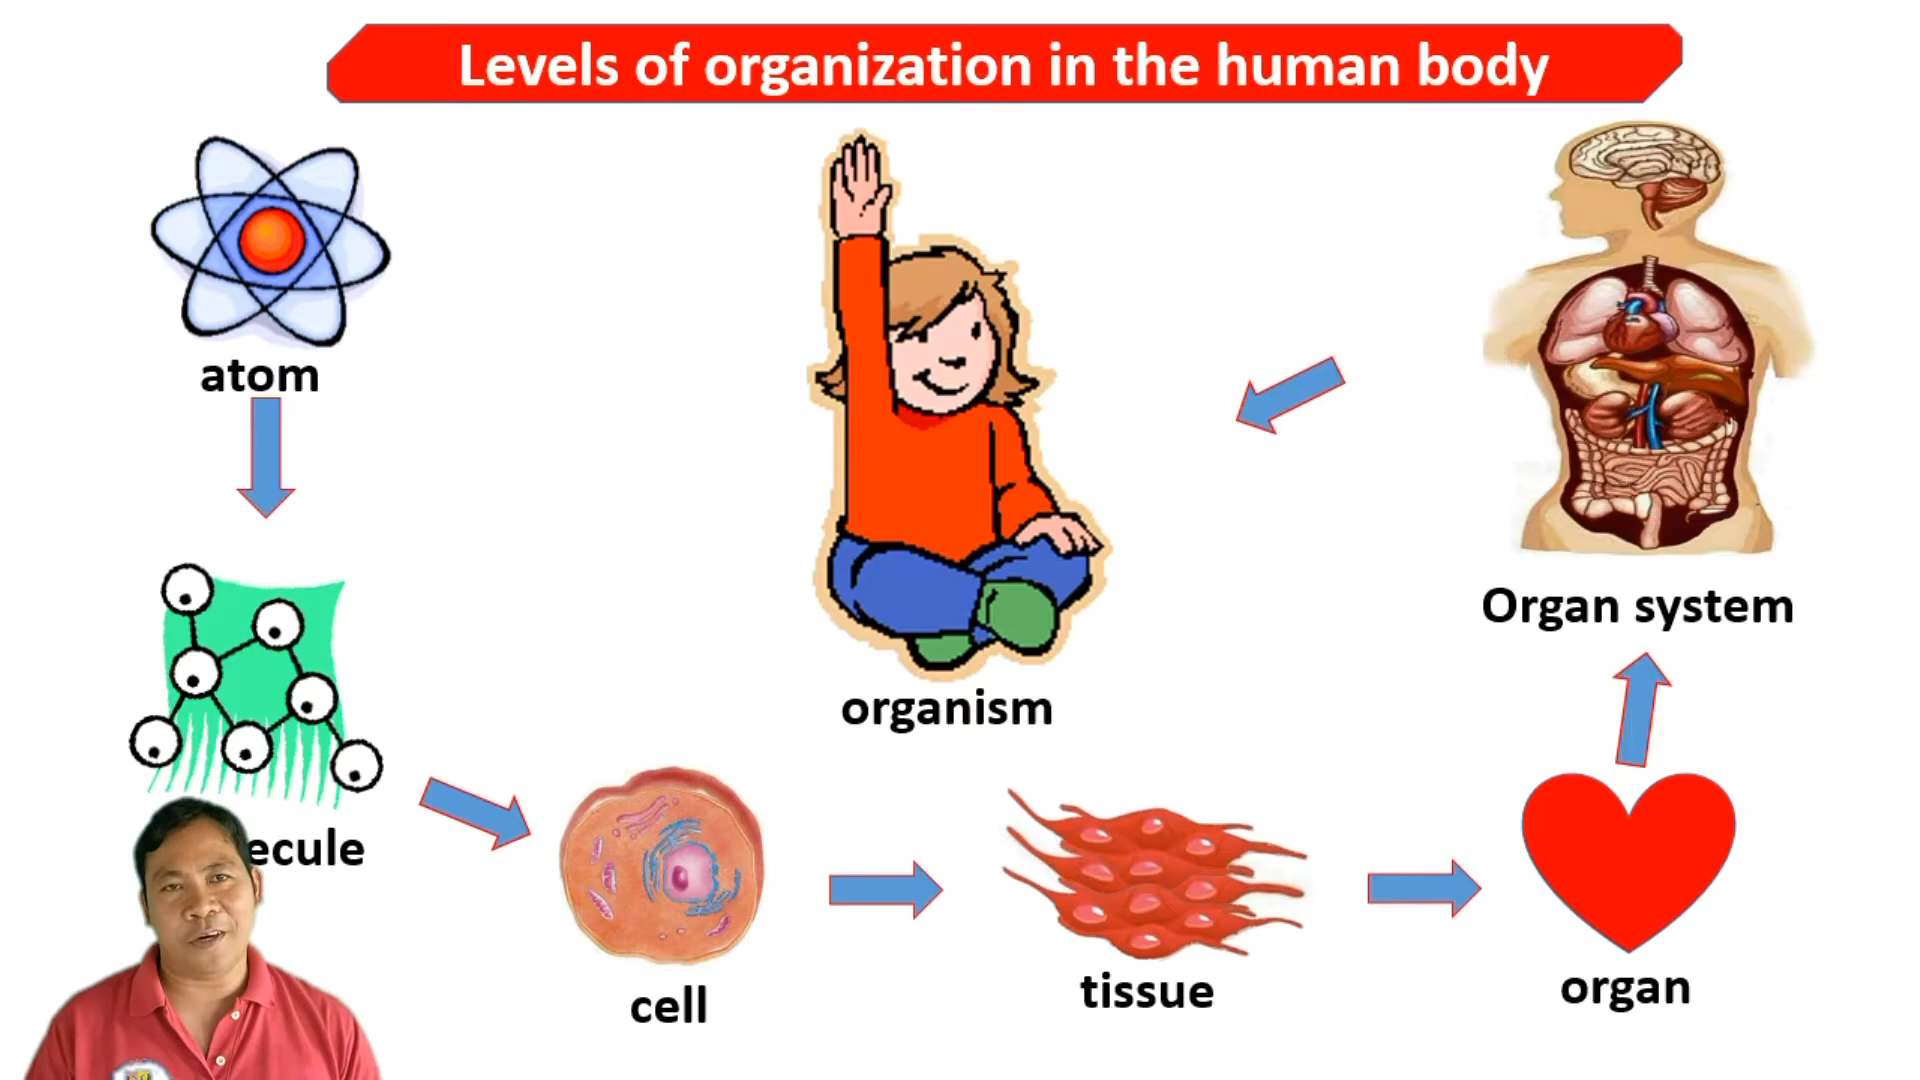 Levels of organization in the human body
atom
ecule
cell
tissue
organ
Organ system
organism